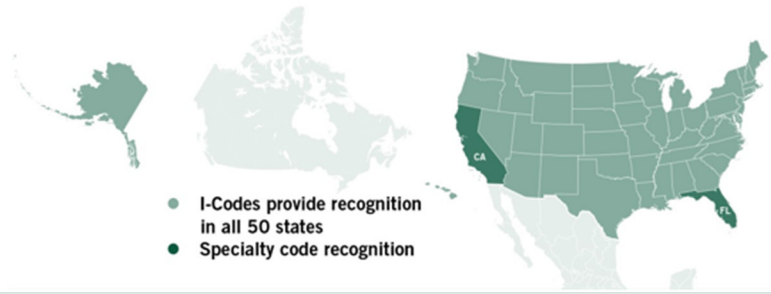 CA
FL
I-Codes provide recognition
in all 50 states
Specialty code recognition